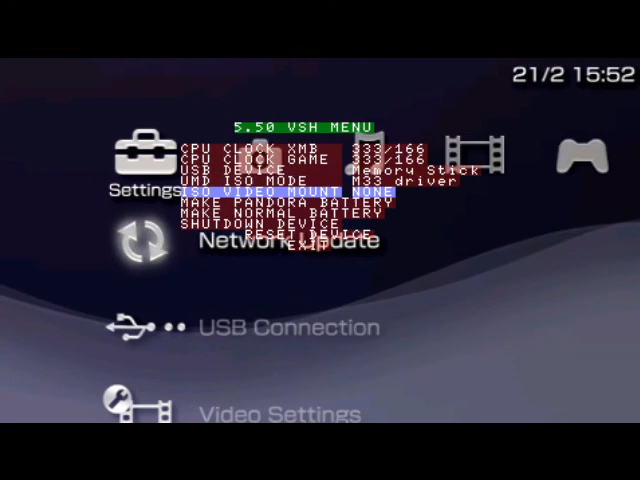 21/2 15:52
5.50 VSH MENU
CPU CLOCK XMB 333/166
CPU CLOCK GAME 333/166
USB DEVICE Memory Stick
UMD ISO MODE M33 driver
Settings
ISO VIDEO MOUNT NONE
MAKE PANDORA BATTERY
MAKE NORMAL BATTERY
SHUTDOWN DEVICE
RESET DEVICE
Network Update
EXIT
USB Connection
Video Settings